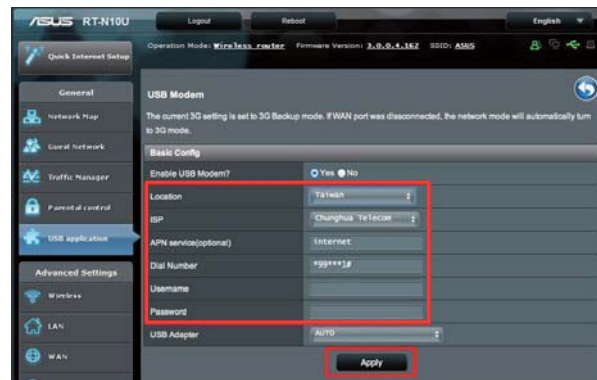 ASUS RT-N10U
Logout
Reboot
English
Quick Internet Setup
Operation Mode: Wireless router Firmware Version: 3.0.0.4.162 SSID: ASUS
General
Network Map
Guest Network
Traffic Manager
Parental control
USB application
Advanced Settings
Wireless
LAN
WAN
USB Modem
The current 3G setting is set to 3G Backup mode. If WAN port was dissconnected, the network mode will automatically turn
to 3G mode.
Basic Config
Enable USB Modem? Yes No
Location Taiwan
ISP Chunghua Telecom
APN service(optional) internet
Dial Number *99***1#
Username
Password
USB Adapter AUTO
Apply